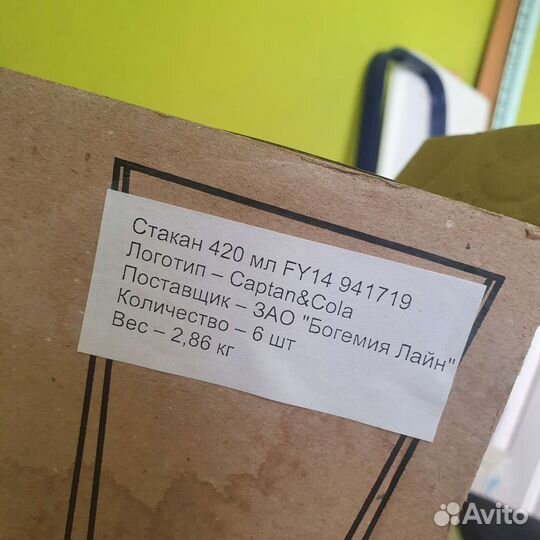 Стакан 420 мл FY14 941719
Логотип – Captan&Cola
Поставщик – ЗАО "Богемия Лайн"
Количество – 6 шт
Вес – 2,86 кг
Avito